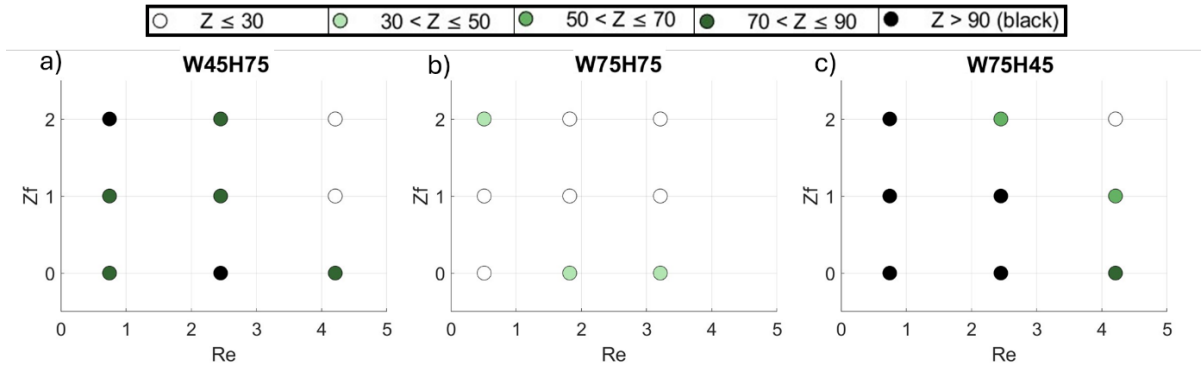 Z ≤ 30 30 < Z ≤ 50 50 < Z ≤ 70 70 < Z ≤ 90 Z > 90 (black)
a) W45H75 b) W75H75 c) W75H45
2 2 2
Zf 1 Zf 1 Zf 1
0 0 0
0 1 2 3 4 5 0 1 2 3 4 5 0 1 2 3 4 5
Re Re Re